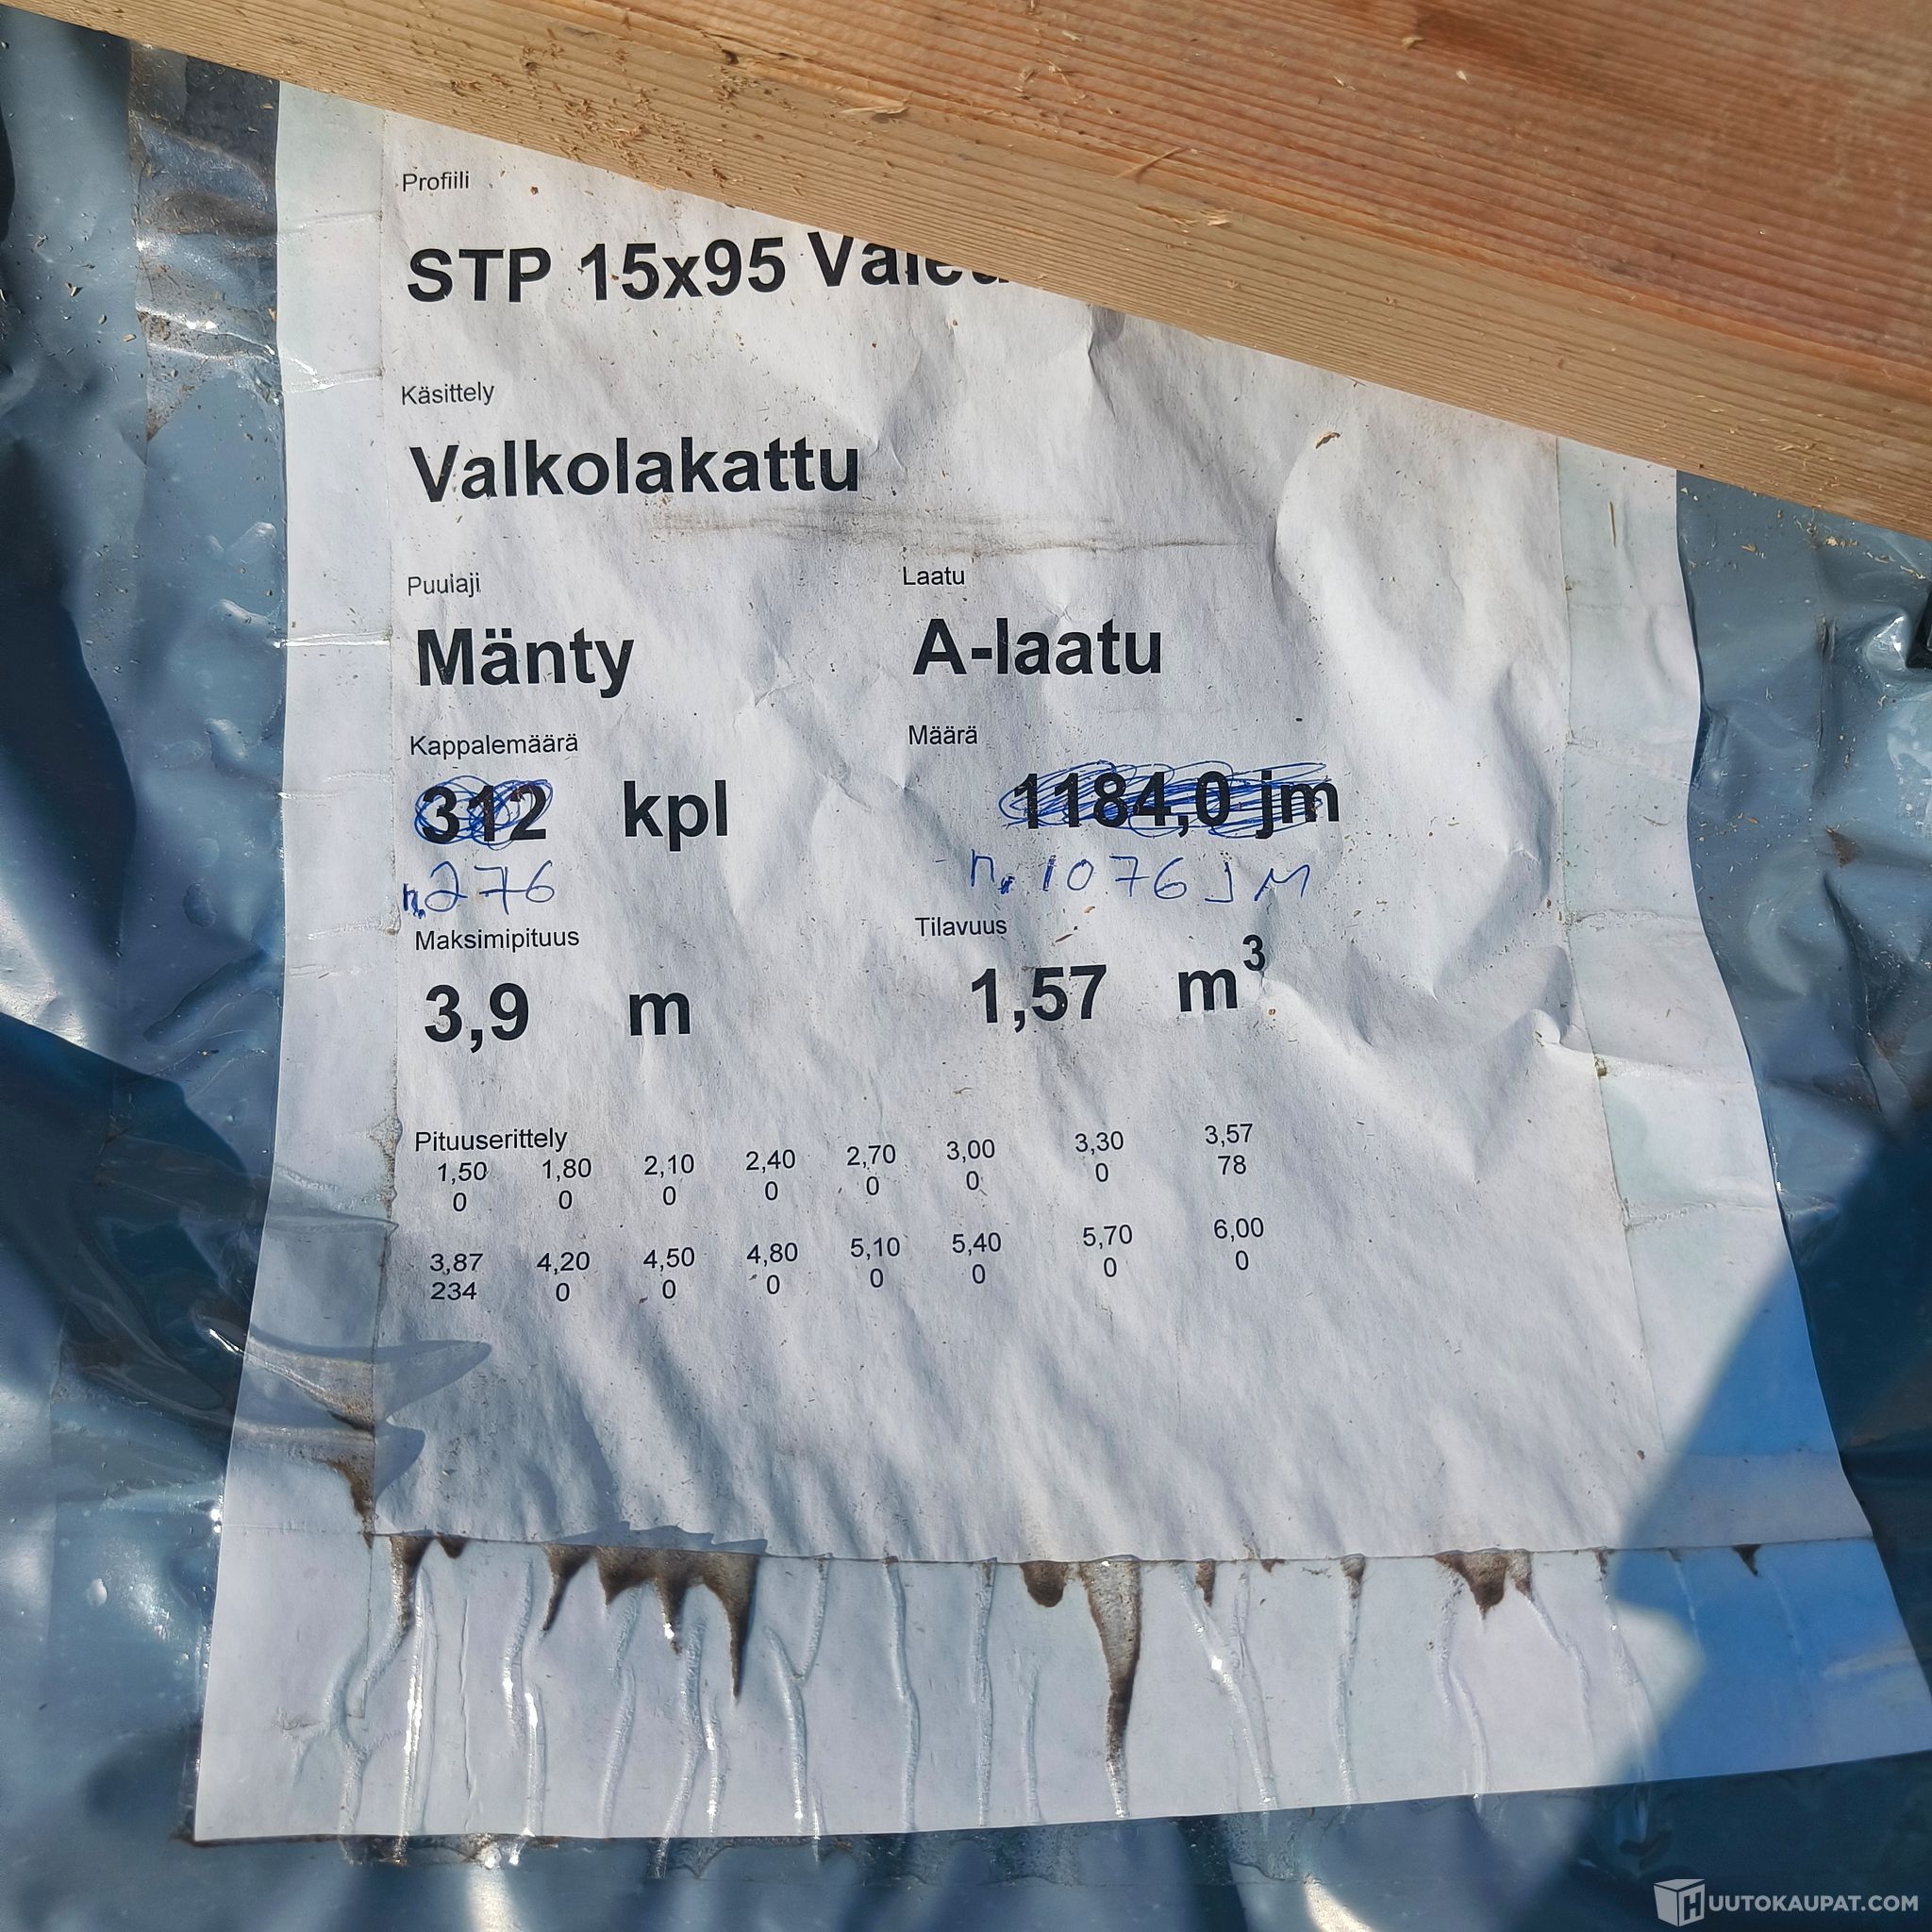 Profiili
STP 15x95
Käsittely
Valkolakattu
Puulaji Laatu
Mänty A-laatu
Kappalemäärä Määrä
312 kpl 1184,0 jm
n. 276 n. 1076 JM
Maksimipituus Tilavuus
3,9 m 1,57 m³
Pituuserittely
1,50 1,80 2,10 2,40 2,70 3,00 3,30 3,57
0 0 0 0 0 0 0 78
3,87 4,20 4,50 4,80 5,10 5,40 5,70 6,00
234 0 0 0 0 0 0 0
HUUTOKAUPAT.COM